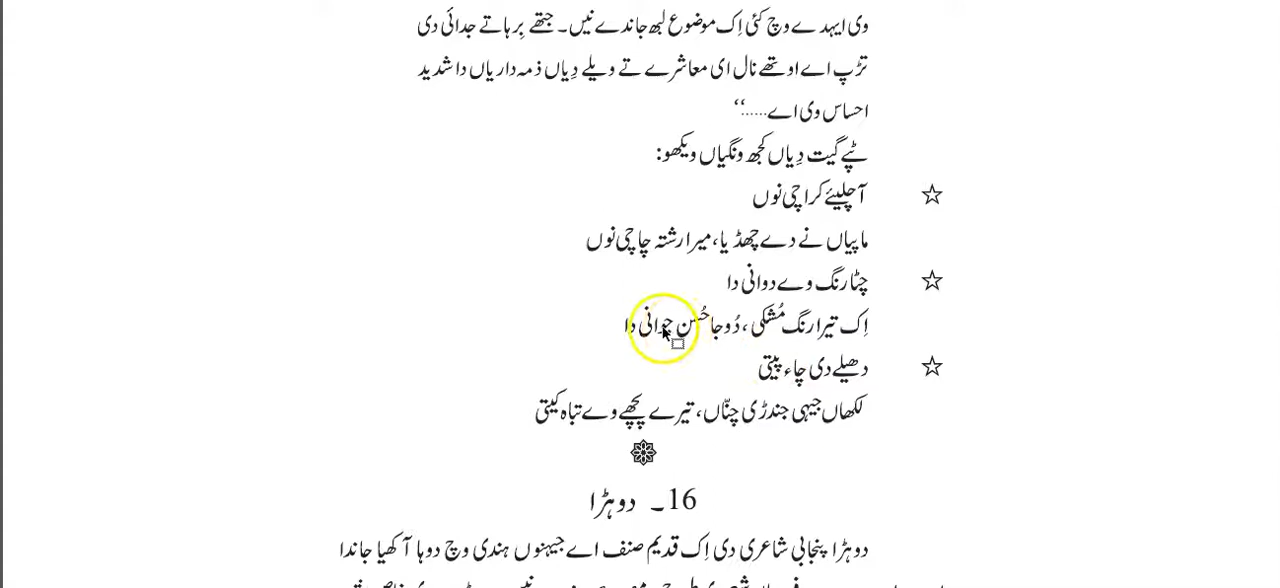 وی ایہدے وچ کئی اِک موضوع لبھ جاندے نیں۔ جتھے بِرہا تے جدائی دی
تڑپ اے اوتھے نال ای معاشرے تے ویلے دِیاں ذمہ داریاں دا شدید
احساس وی اے.....‘‘
ٹپے گیت دِیاں کجھ ونگیاں ویکھو:
☆ آ چلیئے کراچی نوں
ماپیاں نے دے چھڈیا، میرا رشتہ چاچی نوں
☆ چٹا رنگ وے دوانی دا
اِک تیرا رنگ مُشکی، دُوجا حُسن جوانی دا
☆ دھیلے دی چاء پیتی
لکھاں جیہی جندڑی چنّاں، تیرے پچھے وے تباہ کیتی
16۔ دوہڑا
دوہڑا پنجابی شاعری دی اِک قدیم صنف اے جیہنوں ہندی وچ دوہا آکھیا جاندا